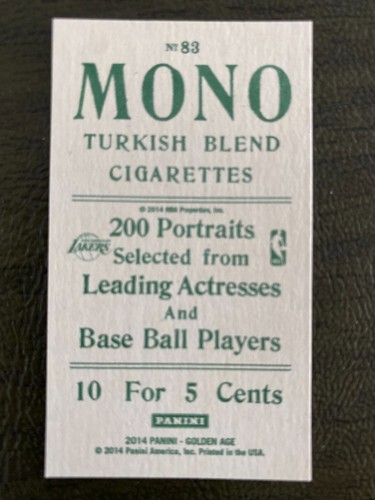 Nº 83
MONO
TURKISH BLEND
CIGARETTES
© 2014 NBA Properties, Inc.
200 Portraits
LAKERS
Selected from
Leading Actresses
And
Base Ball Players
10 For 5 Cents
PANINI
2014 PANINI - GOLDEN AGE
© 2014 Panini America, Inc. Printed in the USA.